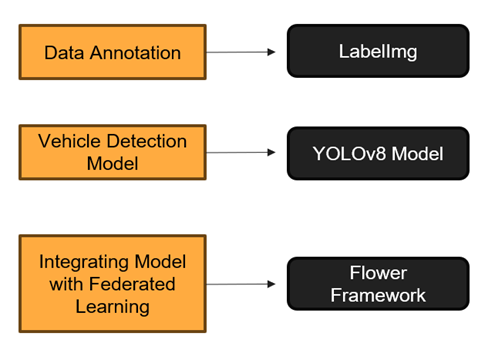 Data Annotation
LabelImg
Vehicle Detection
Model
YOLOv8 Model
Integrating Model
with Federated
Learning
Flower
Framework